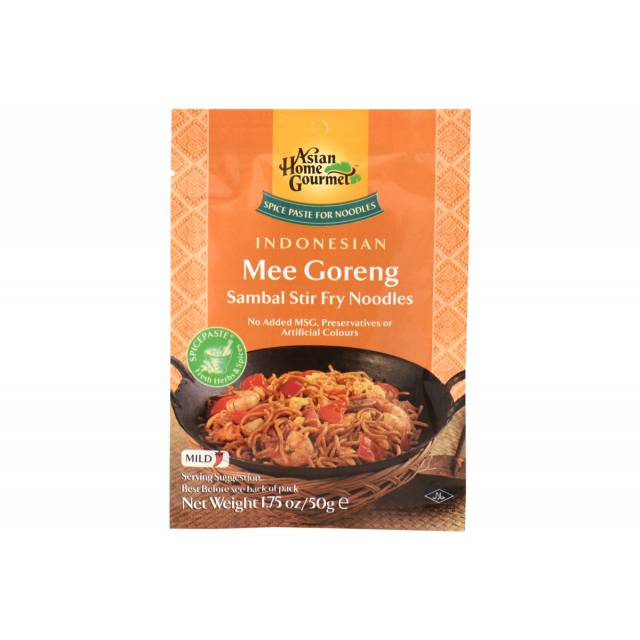 Asian
Home
Gourmet
SPICE PASTE FOR NOODLES
INDONESIAN
Mee Goreng
Sambal Stir Fry Noodles
No Added MSG, Preservatives or
Artificial Colours
SPICEPASTE
Fresh Herbs & Spices
MILD
Serving Suggestion.
Best Before see back of pack
Net Weight 1.75 oz/50g e